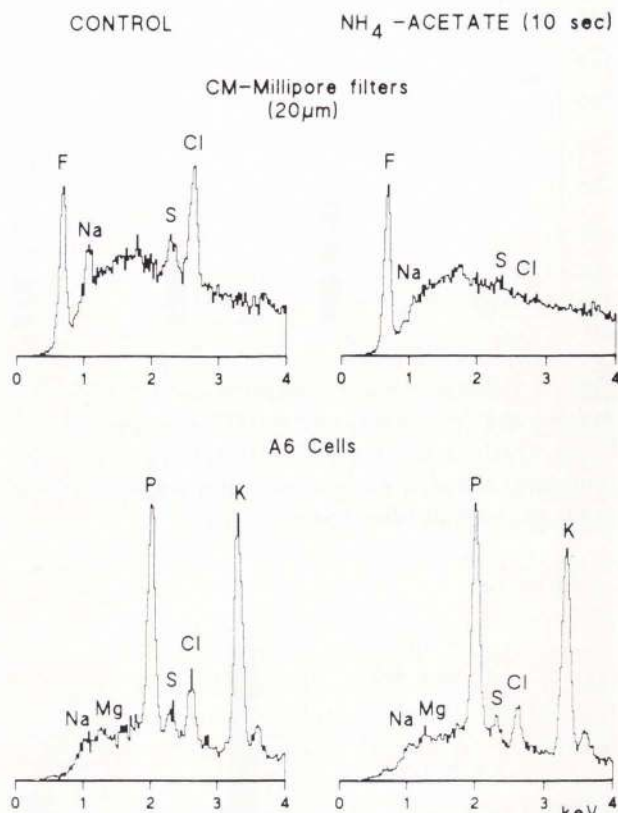 CONTROL NH₄ -ACETATE (10 sec)
CM-Millipore filters
(20µm)
F Na S Cl
F Na S Cl
0 1 2 3 4
0 1 2 3 4
A6 Cells
P K Cl S Na Mg
P K Cl S Na Mg
0 1 2 3 4
0 1 2 3 4
keV